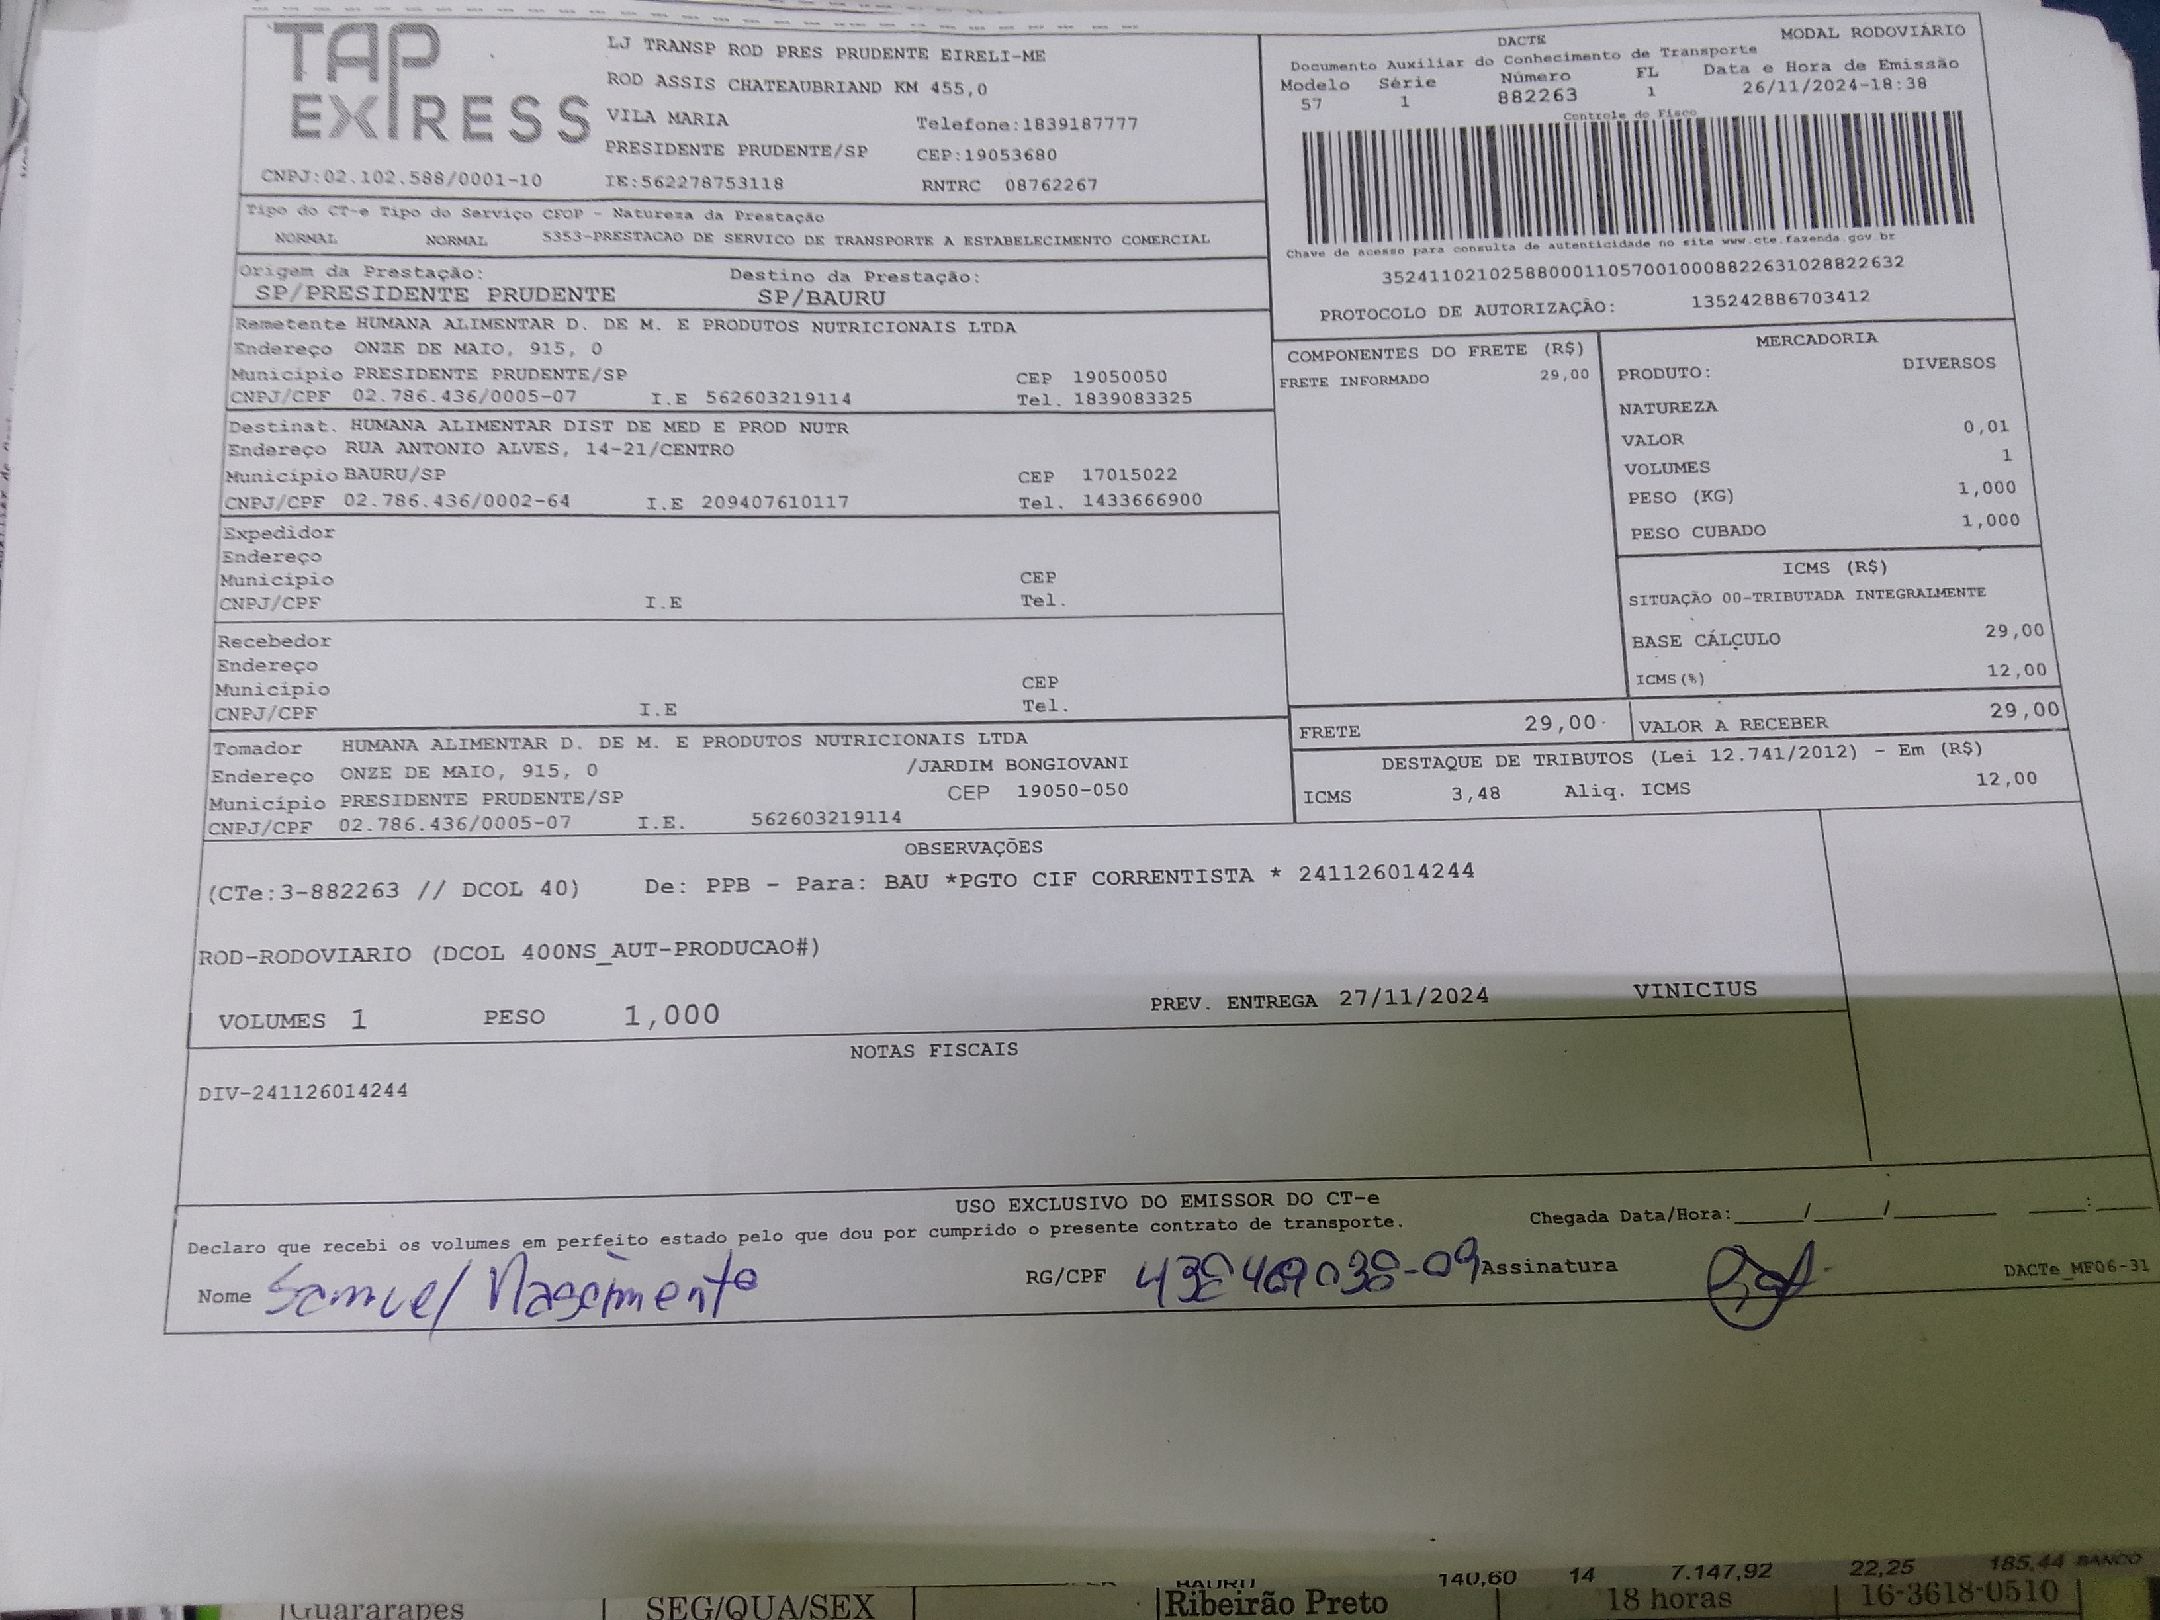 TAP EXPRESS
LJ TRANSP ROD PRES PRUDENTE EIRELI-ME
ROD ASSIS CHATEAUBRIAND KM 455,0
VILA MARIA Telefone:1839187777
PRESIDENTE PRUDENTE/SP CEP:19053680
CNPJ:02.102.588/0001-10 IE:562278753118 RNTRC 08762267
DACTE MODAL RODOVIÁRIO
Documento Auxiliar do Conhecimento de Transporte
Modelo Série Número FL Data e Hora de Emissão
57 1 882263 1 26/11/2024-18:38
Controle do Fisco
Chave de acesso para consulta de autenticidade no site www.cte.fazenda.gov.br
35241102102588000110570010008822631028822632
PROTOCOLO DE AUTORIZAÇÃO: 135242886703412
Tipo do CT-e Tipo do Serviço CFOP - Natureza da Prestação
NORMAL NORMAL 5353-PRESTACAO DE SERVICO DE TRANSPORTE A ESTABELECIMENTO COMERCIAL
Origem da Prestação: Destino da Prestação:
SP/PRESIDENTE PRUDENTE SP/BAURU
Remetente HUMANA ALIMENTAR D. DE M. E PRODUTOS NUTRICIONAIS LTDA
Endereço ONZE DE MAIO, 915, 0
Município PRESIDENTE PRUDENTE/SP CEP 19050050
CNPJ/CPF 02.786.436/0005-07 I.E 562603219114 Tel. 1839083325
Destinat. HUMANA ALIMENTAR DIST DE MED E PROD NUTR
Endereço RUA ANTONIO ALVES, 14-21/CENTRO
Município BAURU/SP CEP 17015022
CNPJ/CPF 02.786.436/0002-64 I.E 209407610117 Tel. 1433666900
Expedidor
Endereço
Município CEP
CNPJ/CPF I.E Tel.
Recebedor
Endereço
Município CEP
CNPJ/CPF I.E Tel.
Tomador HUMANA ALIMENTAR D. DE M. E PRODUTOS NUTRICIONAIS LTDA
Endereço ONZE DE MAIO, 915, 0 /JARDIM BONGIOVANI
Município PRESIDENTE PRUDENTE/SP CEP 19050-050
CNPJ/CPF 02.786.436/0005-07 I.E. 562603219114
COMPONENTES DO FRETE (R$)
FRETE INFORMADO 29,00
MERCADORIA
PRODUTO: DIVERSOS
NATUREZA
VALOR 0,01
VOLUMES 1
PESO (KG) 1,000
PESO CUBADO 1,000
ICMS (R$)
SITUAÇÃO 00-TRIBUTADA INTEGRALMENTE
BASE CÁLCULO 29,00
ICMS(%) 12,00
FRETE 29,00 VALOR A RECEBER 29,00
DESTAQUE DE TRIBUTOS (Lei 12.741/2012) - Em (R$)
ICMS 3,48 Aliq. ICMS 12,00
OBSERVAÇÕES
(CTe:3-882263 // DCOL 40) De: PPB - Para: BAU *PGTO CIF CORRENTISTA * 241126014244
ROD-RODOVIARIO (DCOL 400NS_AUT-PRODUCAO#)
VOLUMES 1 PESO 1,000 PREV. ENTREGA 27/11/2024 VINICIUS
NOTAS FISCAIS
DIV-241126014244
USO EXCLUSIVO DO EMISSOR DO CT-e
Declaro que recebi os volumes em perfeito estado pelo que dou por cumprido o presente contrato de transporte. Chegada Data/Hora:_____/_____/________ ____:____
Nome Samuel Nascimento RG/CPF 438469038-09 Assinatura DACTe_MF06-31
BAURU 140,60 14 7.147,92 22,25 185,44 BANCO
Guararapes SEG/QUA/SEX Ribeirão Preto 18 horas 16-3618-0510